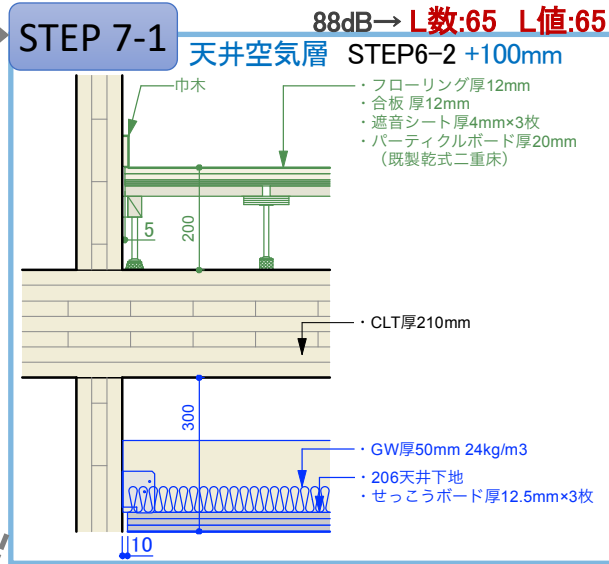 88dB→ L数:65 L値:65
STEP 7-1
天井空気層 STEP6-2 +100mm
巾木
・フローリング厚12mm
・合板 厚12mm
・遮音シート厚4mm×3枚
・パーティクルボード厚20mm
（既製乾式二重床）
5
200
・CLT厚210mm
300
・GW厚50mm 24kg/m3
・206天井下地
・せっこうボード厚12.5mm×3枚
10